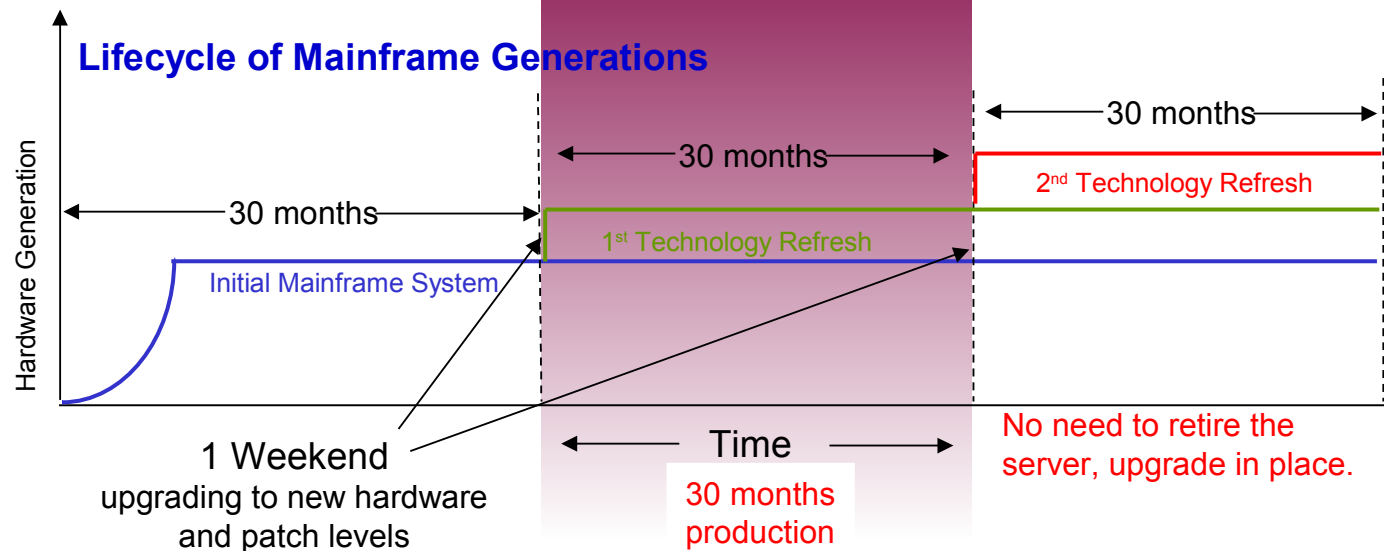 Lifecycle of Mainframe Generations
Hardware Generation
30 months
30 months
30 months
2nd Technology Refresh
1st Technology Refresh
Initial Mainframe System
1 Weekend
upgrading to new hardware
and patch levels
Time
30 months
production
No need to retire the
server, upgrade in place.